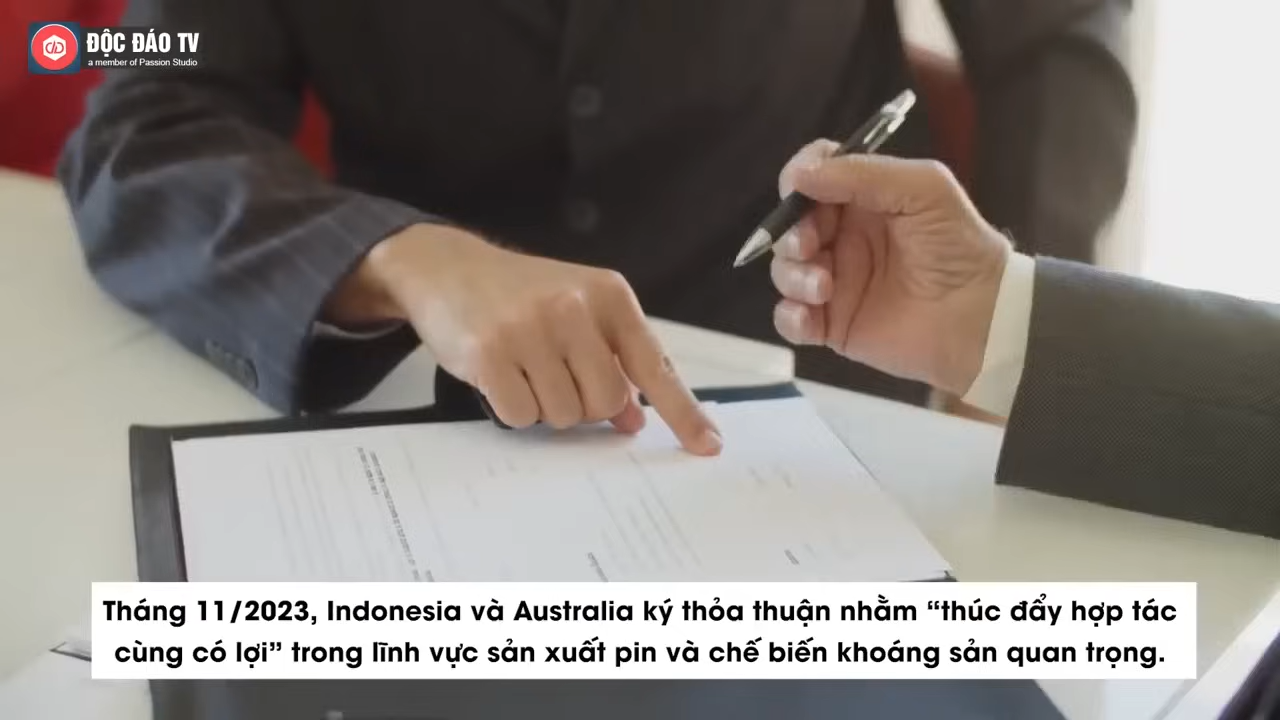 ĐỘC ĐÁO TV
a member of Passion Studio
Tháng 11/2023, Indonesia và Australia ký thỏa thuận nhằm “thúc đẩy hợp tác
cùng có lợi” trong lĩnh vực sản xuất pin và chế biến khoáng sản quan trọng.